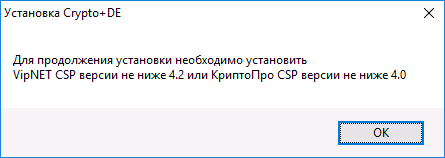 Установка Crypto+DE
Для продолжения установки необходимо установить
VipNET CSP версии не ниже 4.2 или КриптоПро CSP версии не ниже 4.0
OK